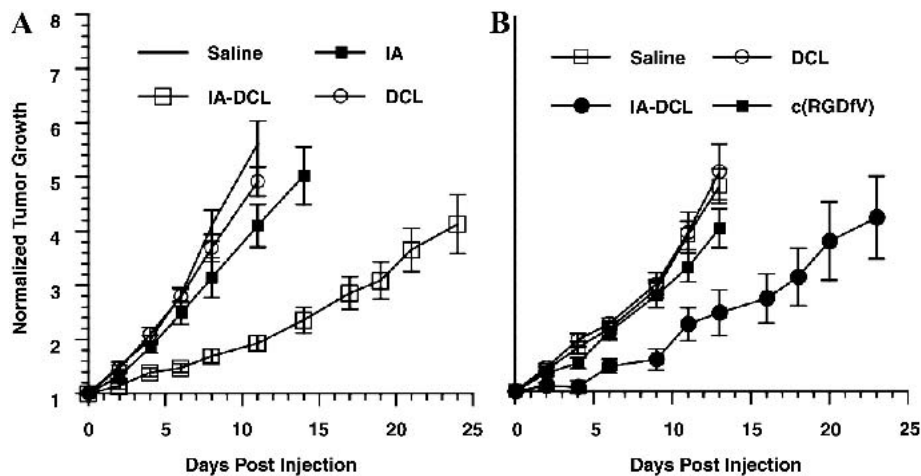 A
B
Saline
IA
IA-DCL
DCL
Saline
DCL
IA-DCL
c(RGDfV)
Normalized Tumor Growth
8
7
6
5
4
3
2
1
0
5
10
15
20
25
0
5
10
15
20
25
Days Post Injection
Days Post Injection